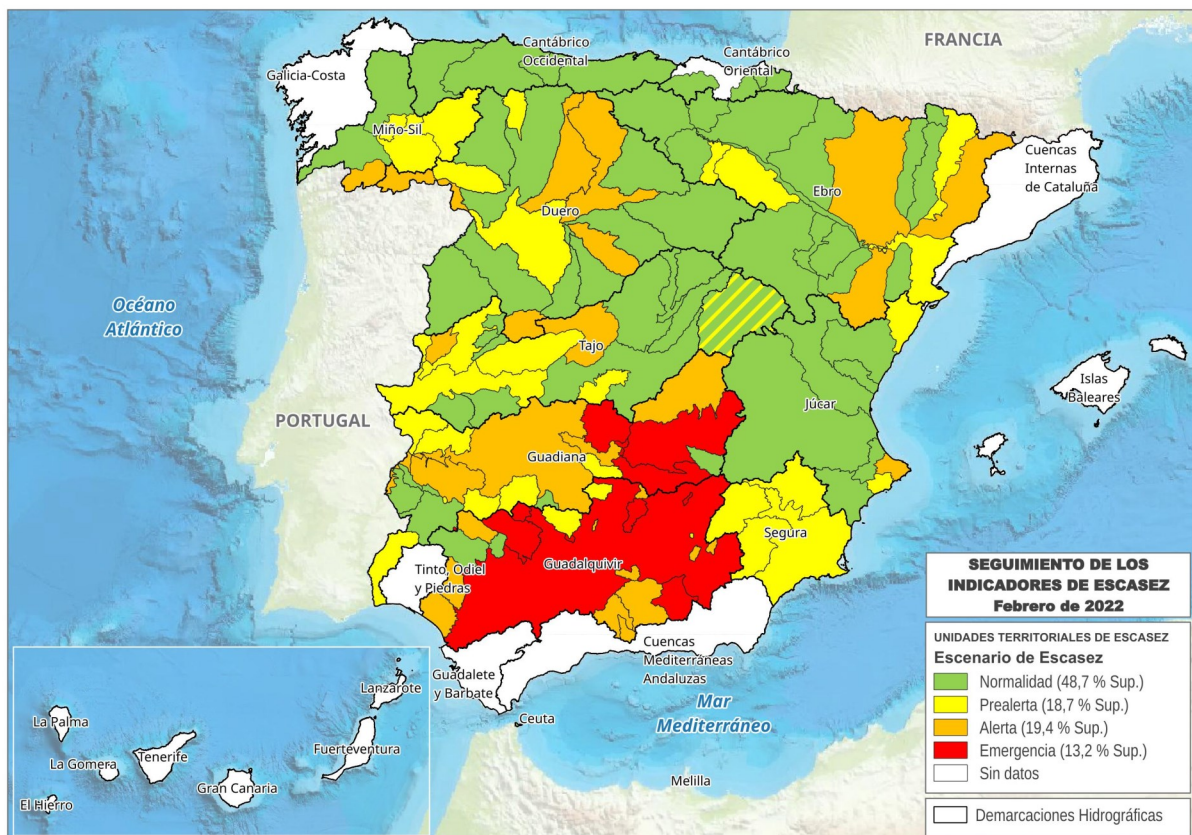 FRANCIA
Cantábrico
Occidental
Cantábrico
Oriental
Galicia-Costa
Miño-Sil
Cuencas
Internas
de Cataluña
Ebro
Duero
Océano
Atlántico
Tajo
Islas
Baleares
Júcar
PORTUGAL
Guadiana
Segura
Guadalquivir
Tinto, Odiel
y Piedras
Cuencas
Mediterráneas
Andaluzas
Guadalete
y Barbate
Mar
Mediterráneo
Ceuta
Melilla
Lanzarote
La Palma
Fuerteventura
Tenerife
La Gomera
Gran Canaria
El Hierro
SEGUIMIENTO DE LOS
INDICADORES DE ESCASEZ
Febrero de 2022
UNIDADES TERRITORIALES DE ESCASEZ
Escenario de Escasez
Normalidad (48,7 % Sup.)
Prealerta (18,7 % Sup.)
Alerta (19,4 % Sup.)
Emergencia (13,2 % Sup.)
Sin datos
Demarcaciones Hidrográficas